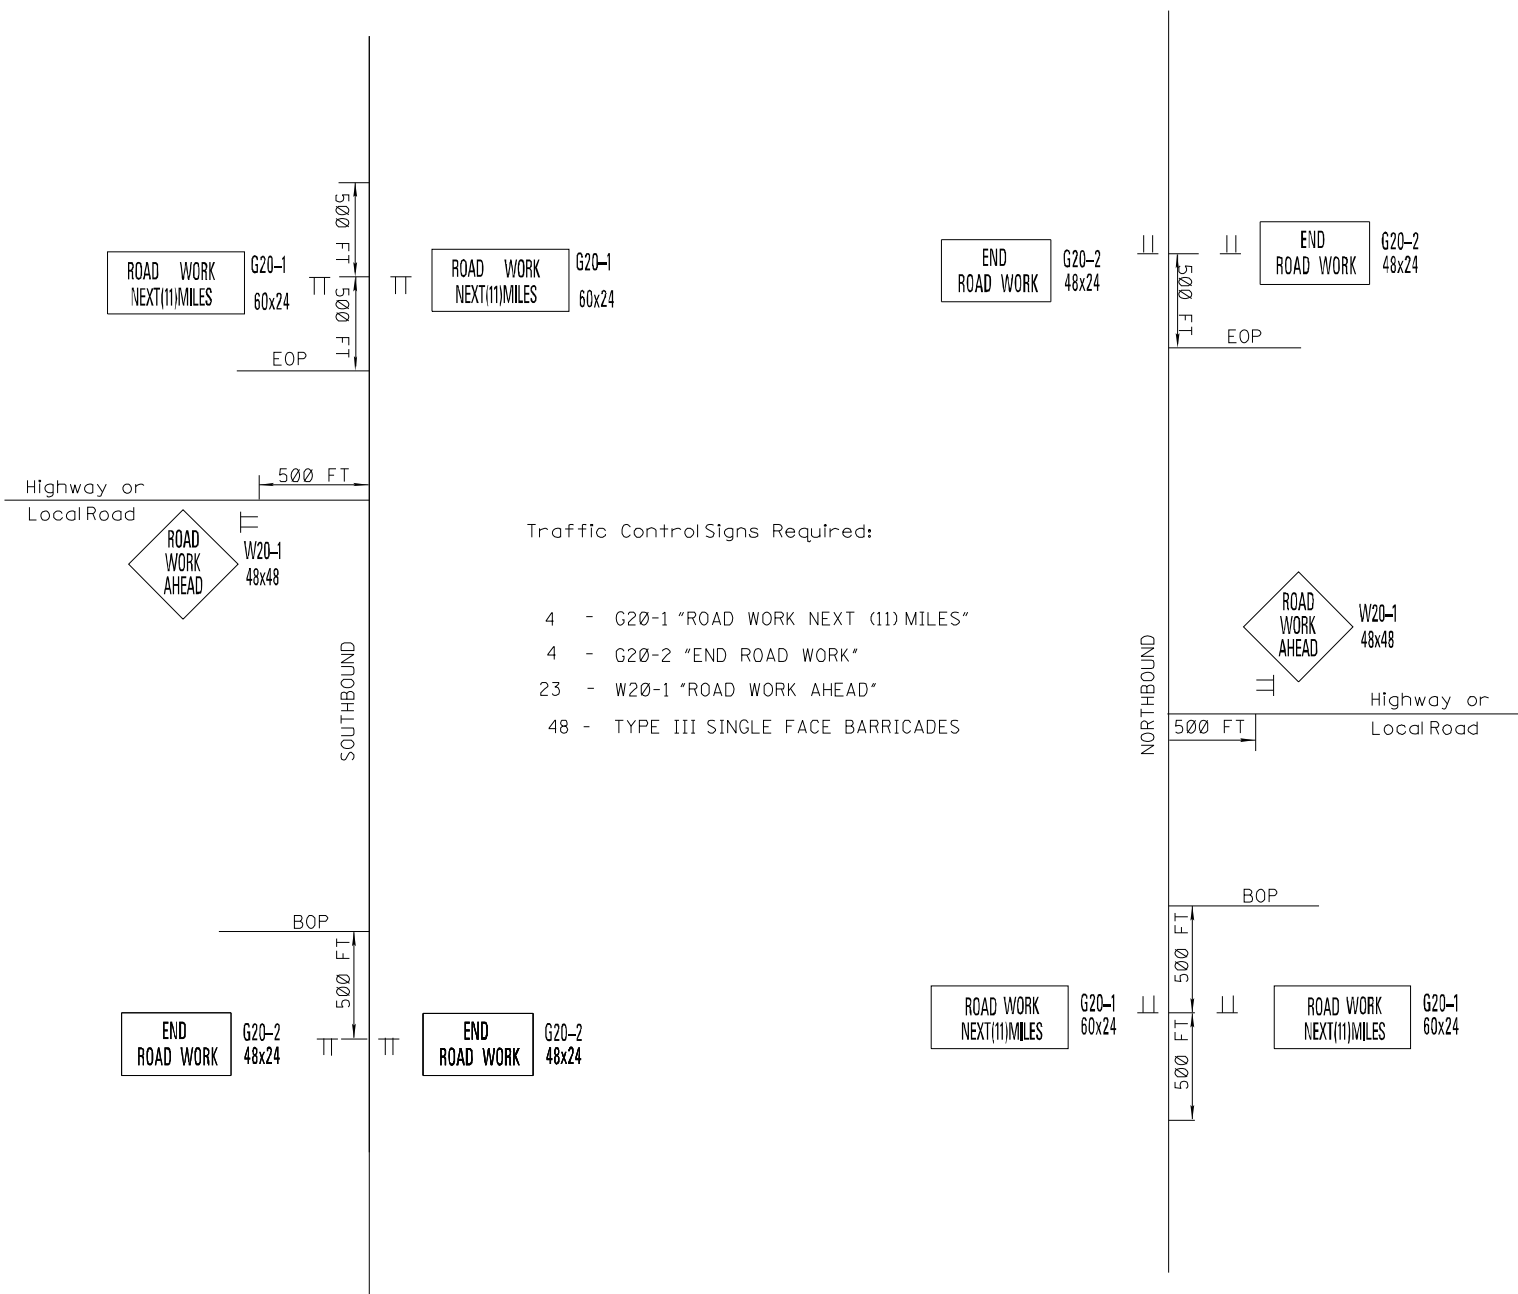 500 FT
ROAD WORK
NEXT(11)MILES
G20-1
60x24
ROAD WORK
NEXT(11)MILES
G20-1
60x24
500 FT
EOP
END
ROAD WORK
G20-2
48x24
END
ROAD WORK
G20-2
48x24
500 FT
EOP
500 FT
Highway or
Local Road
ROAD
WORK
AHEAD
W20-1
48x48
SOUTHBOUND
Traffic Control Signs Required:
4 - G20-1 "ROAD WORK NEXT (11) MILES"
4 - G20-2 "END ROAD WORK"
23 - W20-1 "ROAD WORK AHEAD"
48 - TYPE III SINGLE FACE BARRICADES
NORTHBOUND
ROAD
WORK
AHEAD
W20-1
48x48
Highway or
Local Road
500 FT
BOP
500 FT
END
ROAD WORK
G20-2
48x24
END
ROAD WORK
G20-2
48x24
BOP
500 FT
ROAD WORK
NEXT(11)MILES
G20-1
60x24
ROAD WORK
NEXT(11)MILES
G20-1
60x24
500 FT